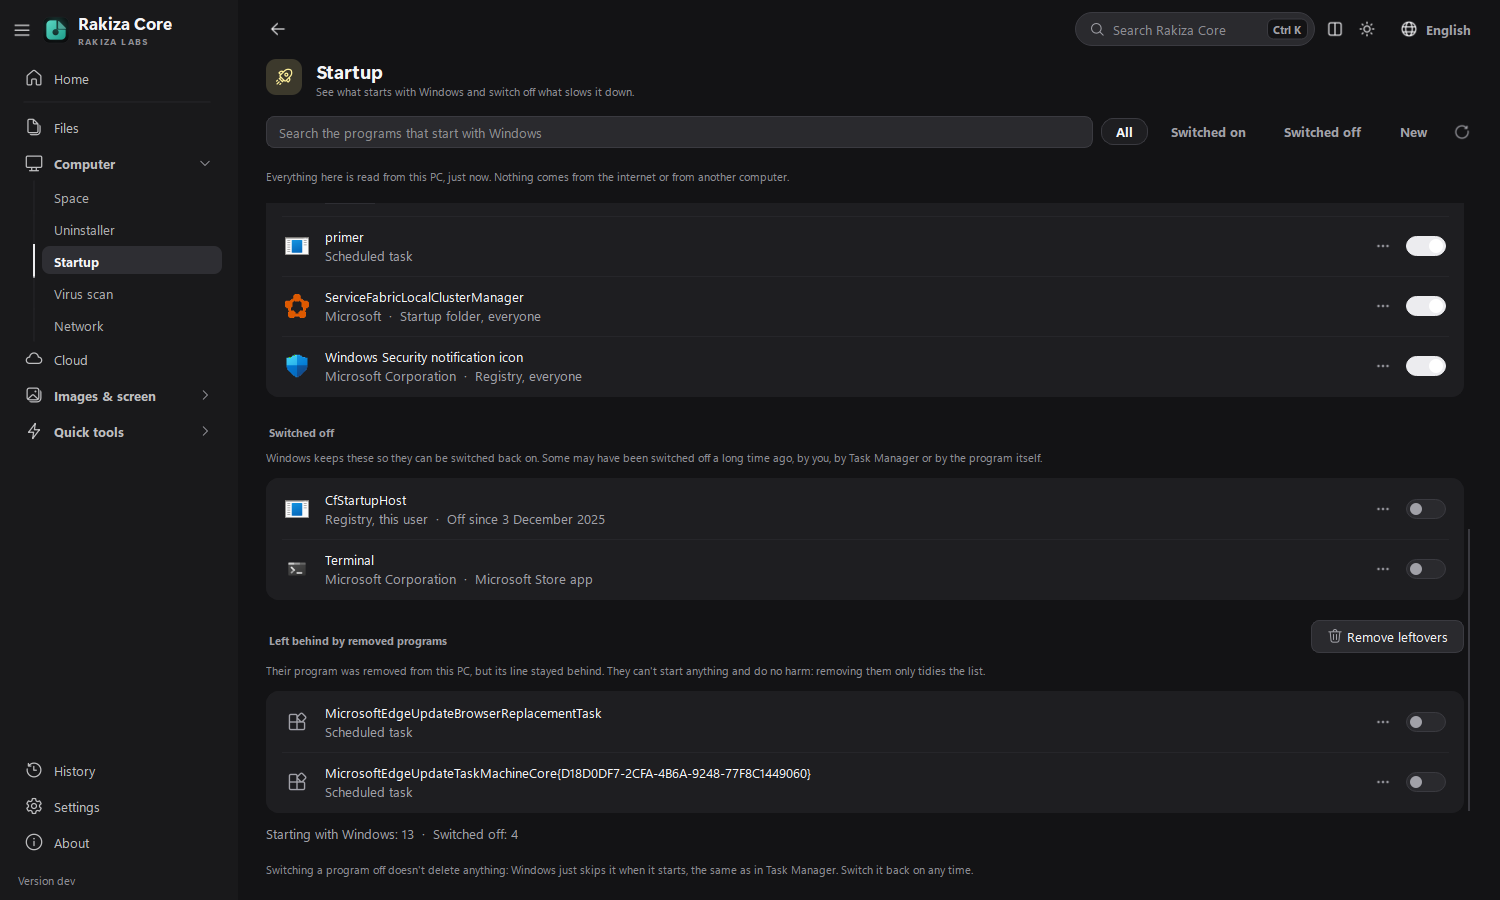 Rakiza Core
RAKIZA LABS
Home
Files
Computer
Space
Uninstaller
Startup
Virus scan
Network
Cloud
Images & screen
Quick tools
History
Settings
About
Version dev
Search Rakiza Core
Ctrl K
English
Startup
See what starts with Windows and switch off what slows it down.
Search the programs that start with Windows
All
Switched on
Switched off
New
Everything here is read from this PC, just now. Nothing comes from the internet or from another computer.
primer
Scheduled task
ServiceFabricLocalClusterManager
Microsoft · Startup folder, everyone
Windows Security notification icon
Microsoft Corporation · Registry, everyone
Switched off
Windows keeps these so they can be switched back on. Some may have been switched off a long time ago, by you, by Task Manager or by the program itself.
CfStartupHost
Registry, this user · Off since 3 December 2025
Terminal
Microsoft Corporation · Microsoft Store app
Left behind by removed programs
Remove leftovers
Their program was removed from this PC, but its line stayed behind. They can't start anything and do no harm: removing them only tidies the list.
MicrosoftEdgeUpdateBrowserReplacementTask
Scheduled task
MicrosoftEdgeUpdateTaskMachineCore{D18D0DF7-2CFA-4B6A-9248-77F8C1449060}
Scheduled task
Starting with Windows: 13 · Switched off: 4
Switching a program off doesn't delete anything: Windows just skips it when it starts, the same as in Task Manager. Switch it back on any time.